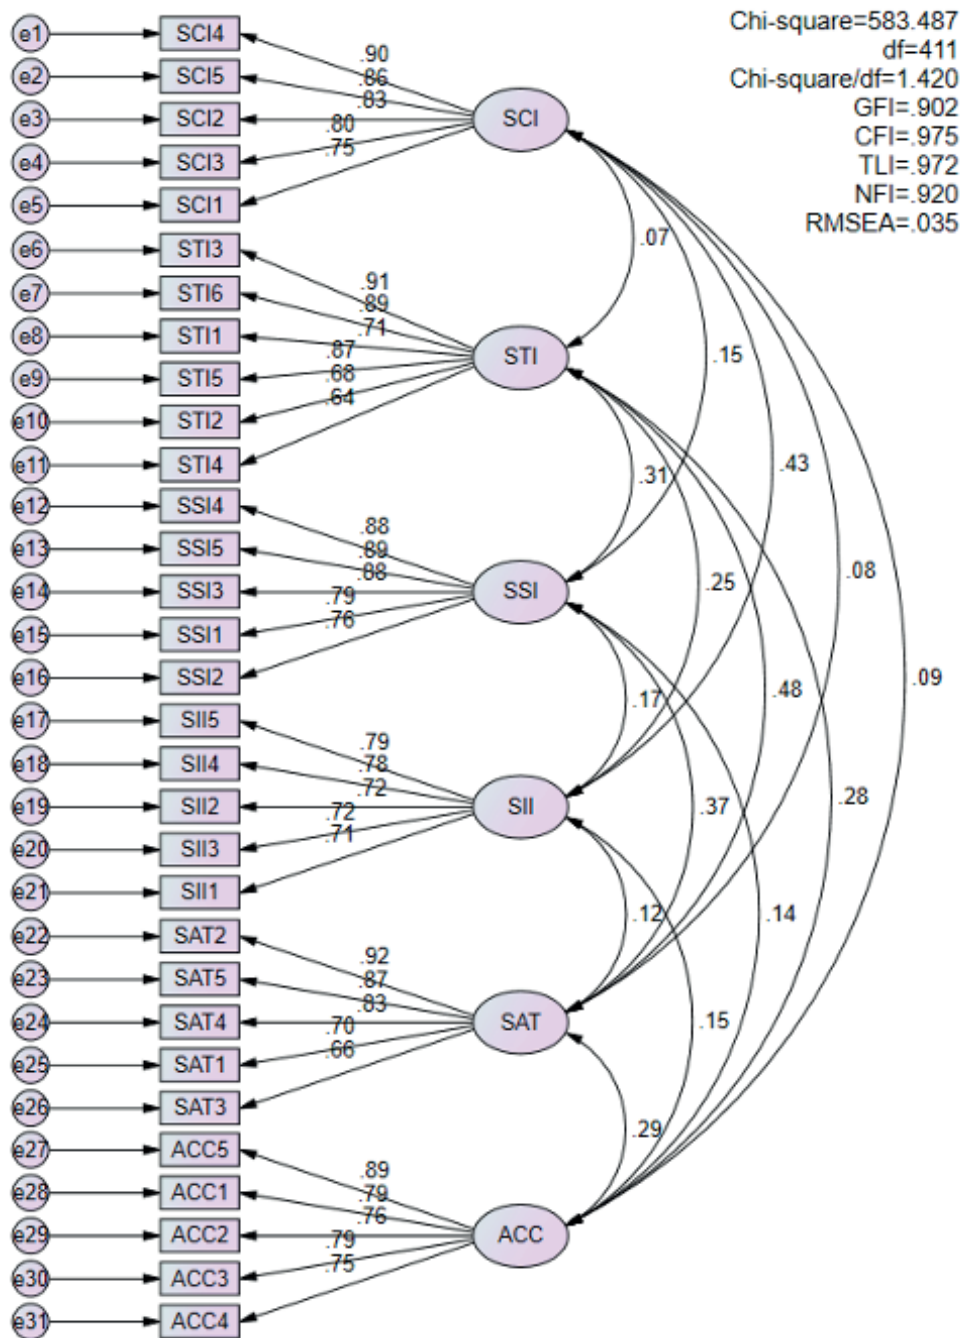 Chi-square=583.487
df=411
Chi-square/df=1.420
GFI=.902
CFI=.975
TLI=.972
NFI=.920
RMSEA=.035
e1 SCI4
.90
e2 SCI5
.86
.83
e3 SCI2 SCI
.80
e4 SCI3
.75
e5 SCI1
.07
e6 STI3
.91
e7 STI6
.89
.71
e8 STI1 STI
.87
.15
e9 STI5
.68
.64
e10 STI2
e11 STI4
.31
.43
e12 SSI4
.88
e13 SSI5
.89
.88
e14 SSI3 SSI
.79
.25
.08
e15 SSI1
.76
e16 SSI2
.17
.48
.09
e17 SII5
.79
e18 SII4
.78
.72
e19 SII2 SII
.72
.37
.28
e20 SII3
.71
e21 SII1
.12
.14
e22 SAT2
.92
e23 SAT5
.87
.83
e24 SAT4 SAT
.70
.15
e25 SAT1
.66
e26 SAT3
.29
e27 ACC5
.89
e28 ACC1
.79
.76
e29 ACC2 ACC
.79
e30 ACC3
.75
e31 ACC4